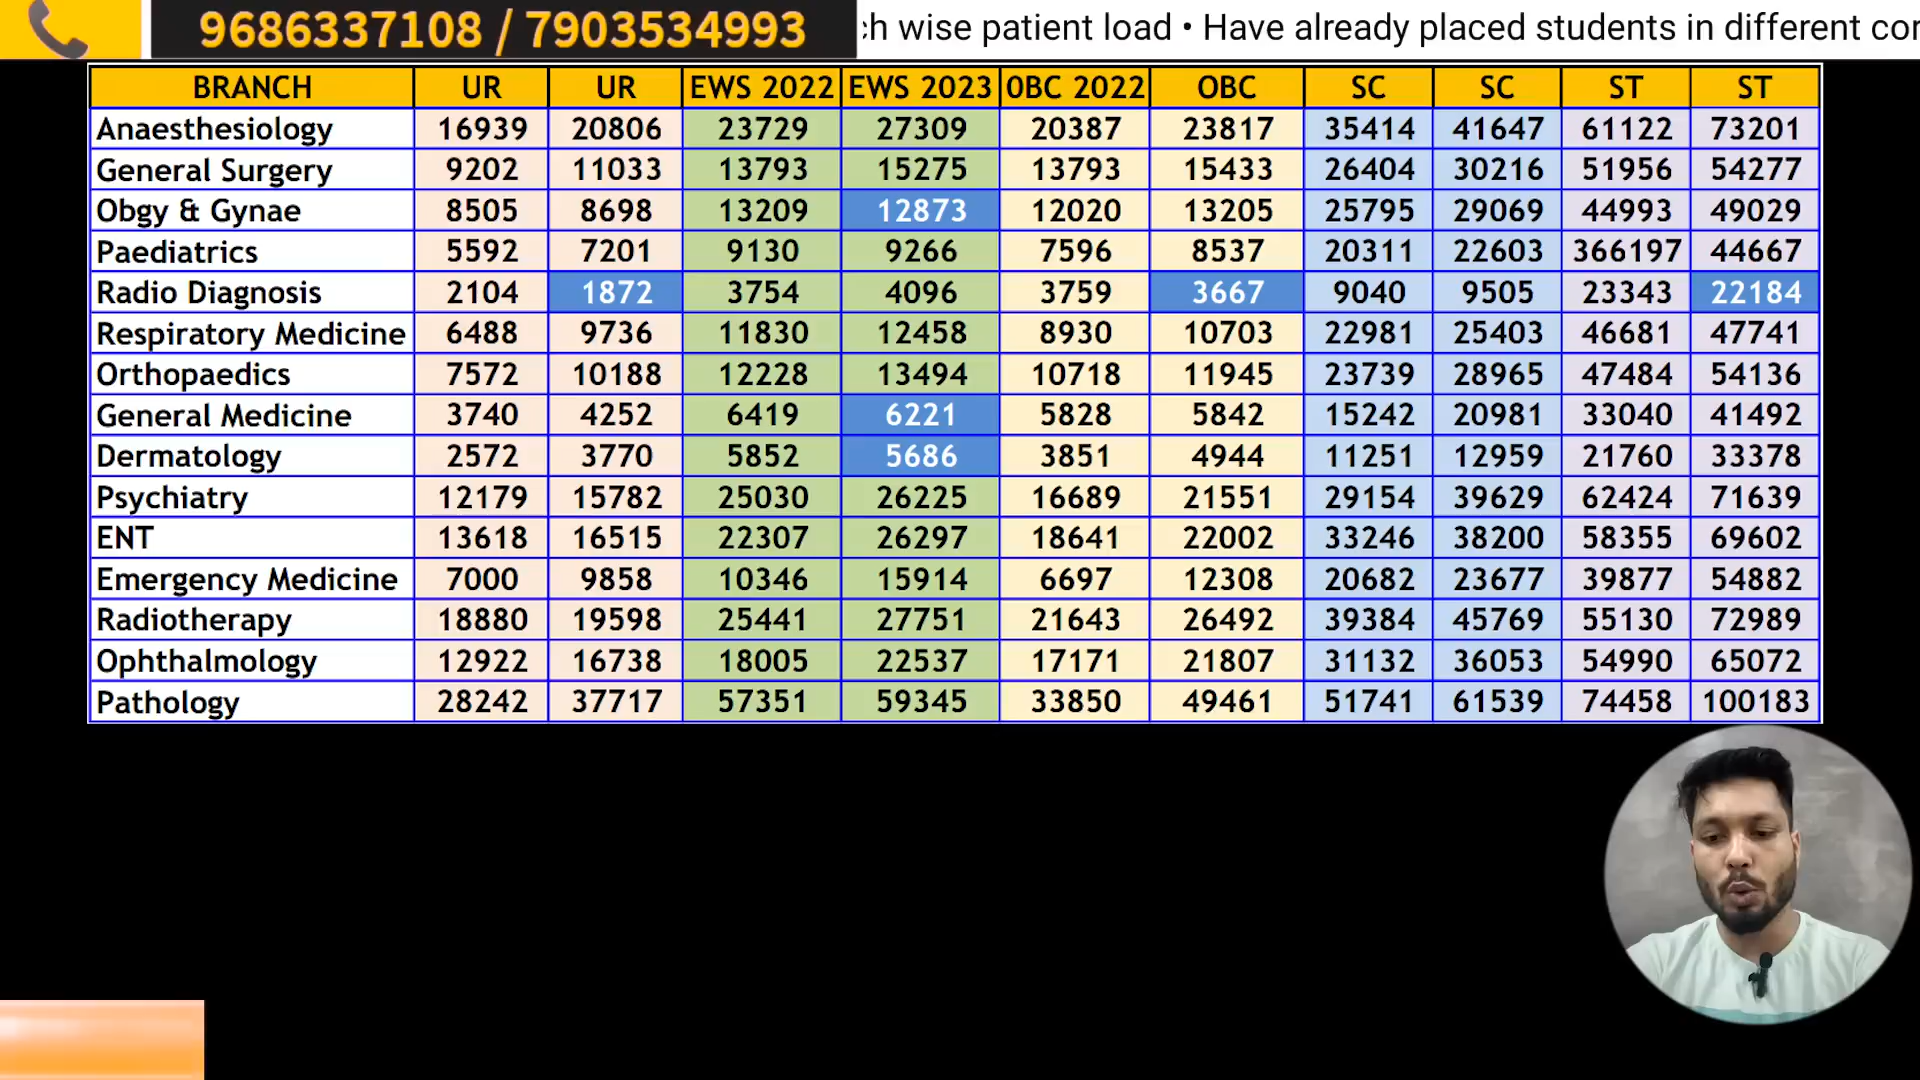 9686337108 / 7903534993
h wise patient load • Have already placed students in different
BRANCH UR UR EWS 2022 EWS 2023 OBC 2022 OBC SC SC ST ST
Anaesthesiology 16939 20806 23729 27309 20387 23817 35414 41647 61122 73201
General Surgery 9202 11033 13793 15275 13793 15433 26404 30216 51956 54277
Obgy & Gynae 8505 8698 13209 12873 12020 13205 25795 29069 44993 49029
Paediatrics 5592 7201 9130 9266 7596 8537 20311 22603 366197 44667
Radio Diagnosis 2104 1872 3754 4096 3759 3667 9040 9505 23343 22184
Respiratory Medicine 6488 9736 11830 12458 8930 10703 22981 25403 46681 47741
Orthopaedics 7572 10188 12228 13494 10718 11945 23739 28965 47484 54136
General Medicine 3740 4252 6419 6221 5828 5842 15242 20981 33040 41492
Dermatology 2572 3770 5852 5686 3851 4944 11251 12959 21760 33378
Psychiatry 12179 15782 25030 26225 16689 21551 29154 39629 62424 71639
ENT 13618 16515 22307 26297 18641 22002 33246 38200 58355 69602
Emergency Medicine 7000 9858 10346 15914 6697 12308 20682 23677 39877 54882
Radiotherapy 18880 19598 25441 27751 21643 26492 39384 45769 55130 72989
Ophthalmology 12922 16738 18005 22537 17171 21807 31132 36053 54990 65072
Pathology 28242 37717 57351 59345 33850 49461 51741 61539 74458 100183